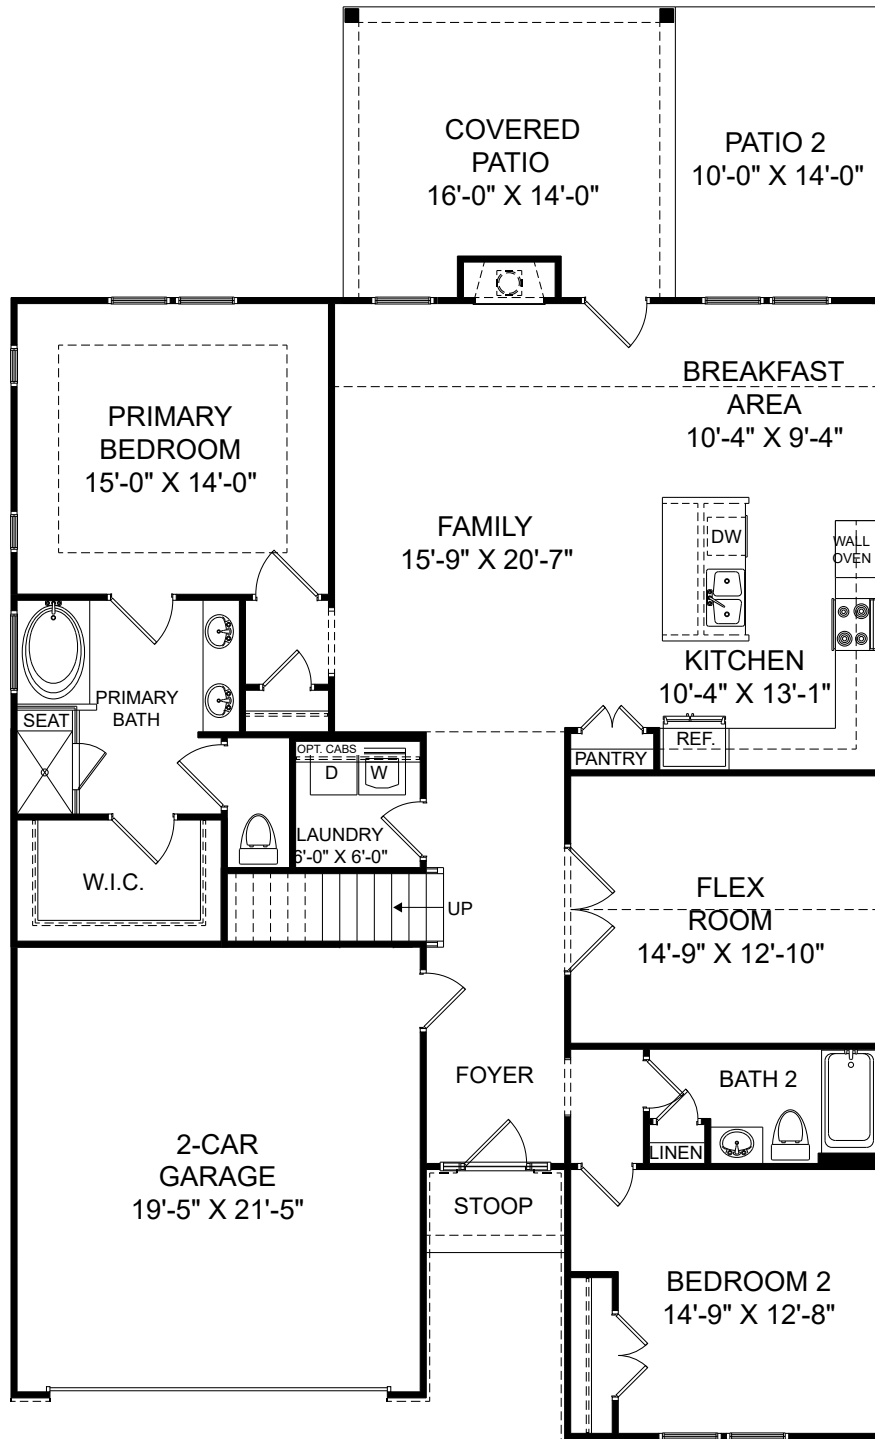 COVERED
PATIO
16'-0" X 14'-0"
PATIO 2
10'-0" X 14'-0"
PRIMARY
BEDROOM
15'-0" X 14'-0"
BREAKFAST
AREA
10'-4" X 9'-4"
FAMILY
15'-9" X 20'-7"
DW
WALL
OVEN
KITCHEN
10'-4" X 13'-1"
PRIMARY
BATH
SEAT
REF.
PANTRY
OPT. CABS
D
W
LAUNDRY
6'-0" X 6'-0"
W.I.C.
UP
FLEX
ROOM
14'-9" X 12'-10"
FOYER
BATH 2
LINEN
2-CAR
GARAGE
19'-5" X 21'-5"
STOOP
BEDROOM 2
14'-9" X 12'-8"